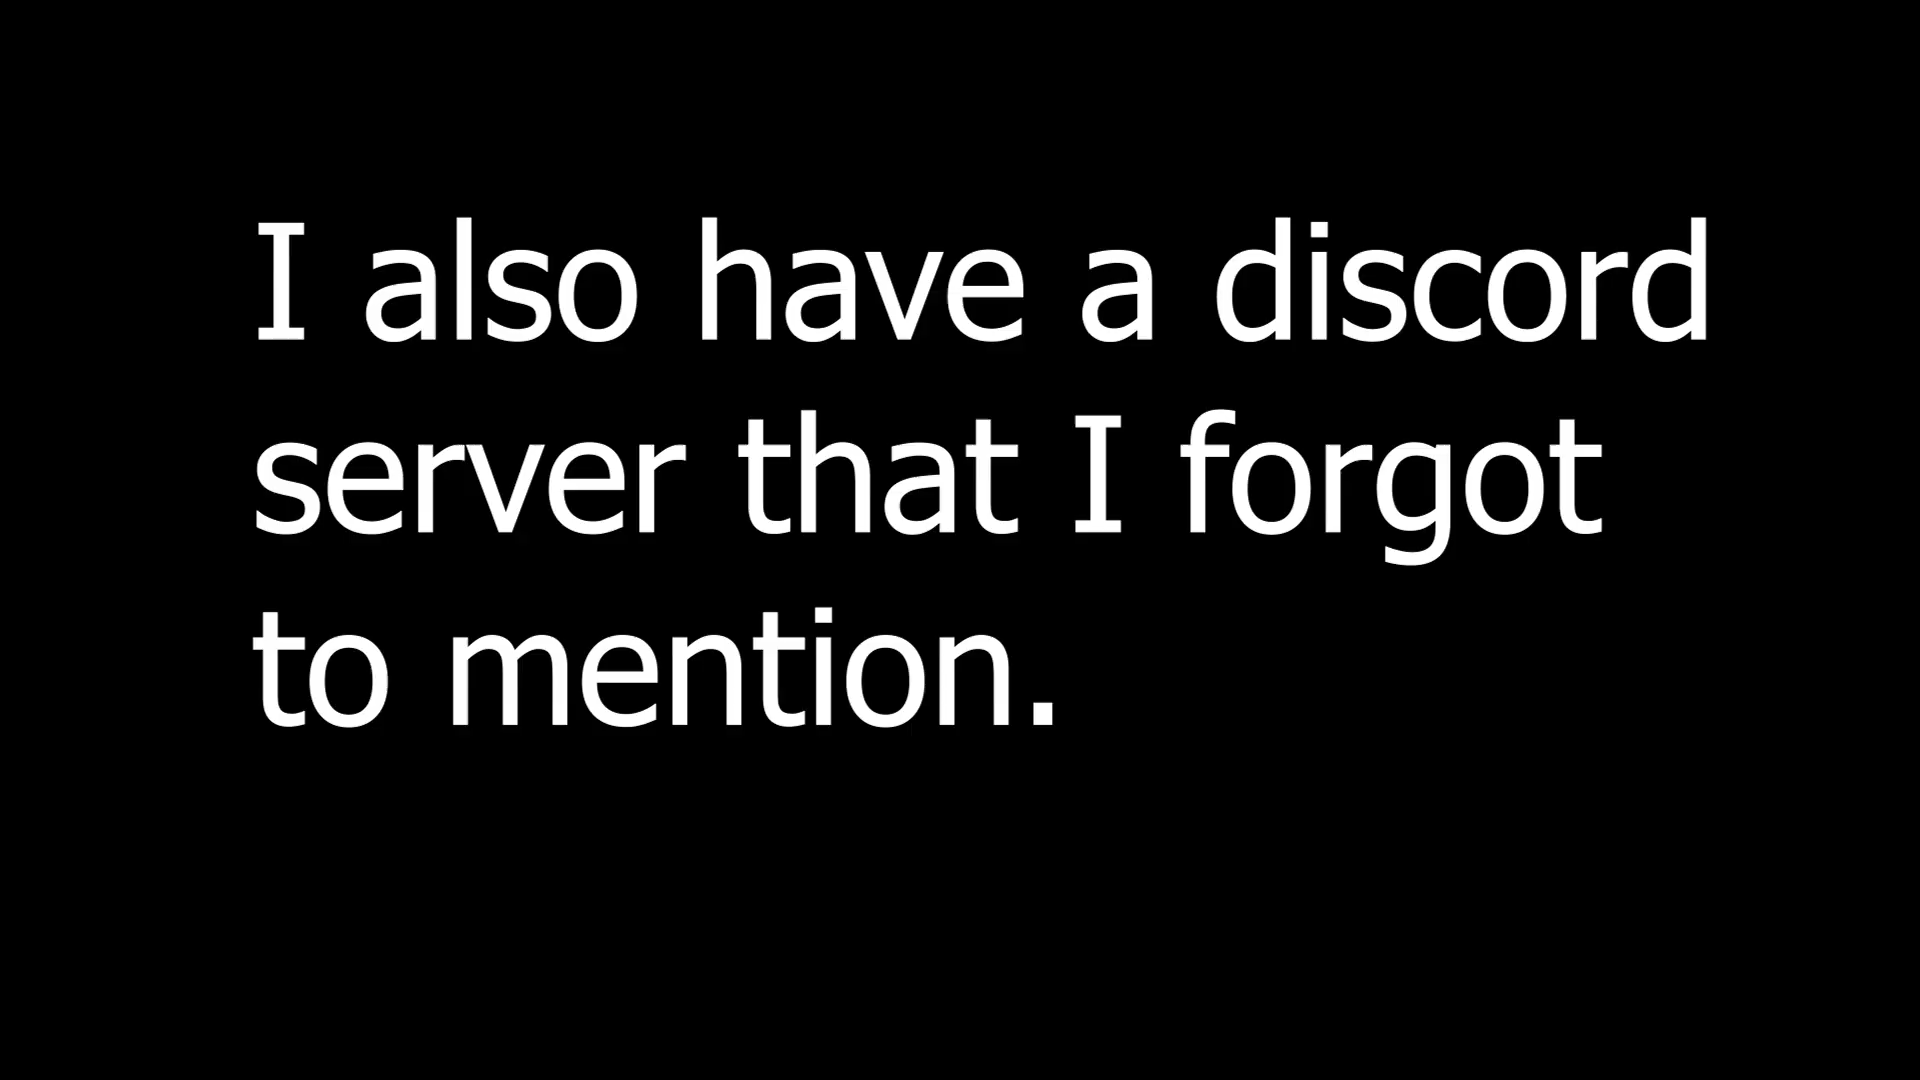 I also have a discord
server that I forgot
to mention.